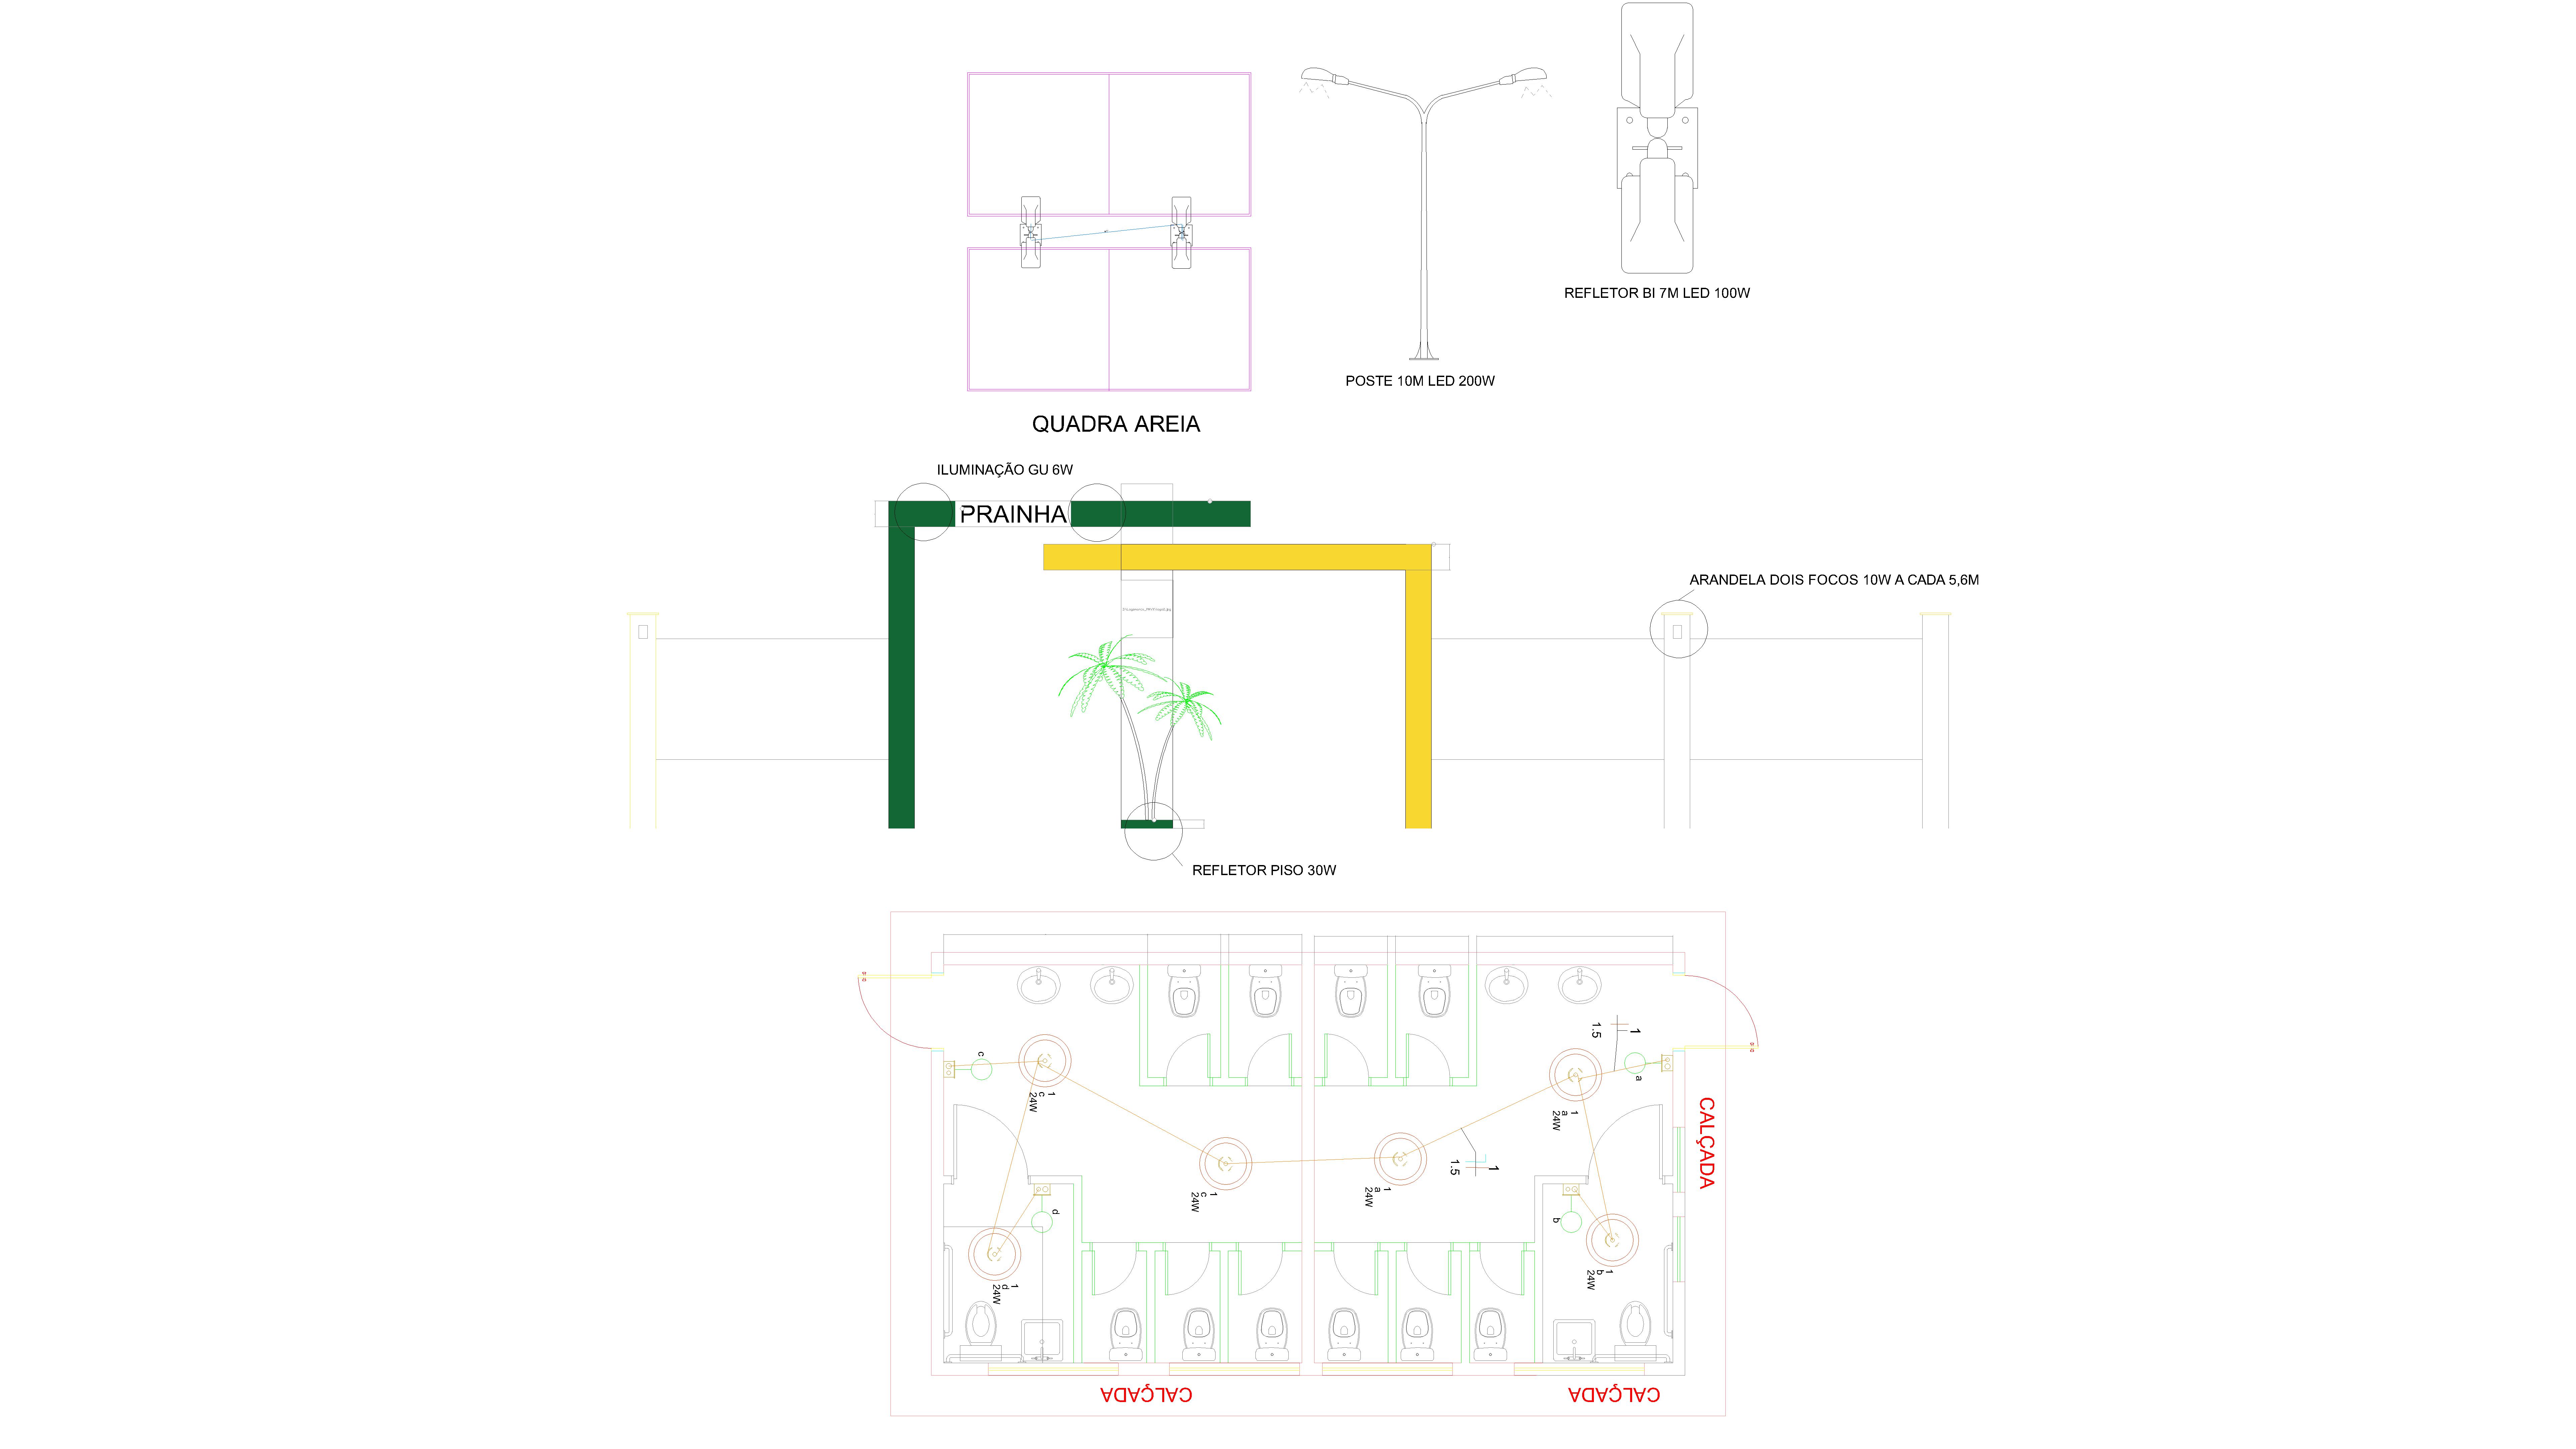 REFLETOR BI 7M LED 100W
POSTE 10M LED 200W
QUADRA AREIA
ILUMINAÇÃO GU 6W
PRAINHA
ARANDELA DOIS FOCOS 10W A CADA 5,6M
REFLETOR PISO 30W
1
1.5
c
a
1
c
24W
1
a
24W
CALÇADA
1
1.5
1
c
24W
1
a
24W
d
b
1
d
24W
1
b
24W
CALÇADA
CALÇADA